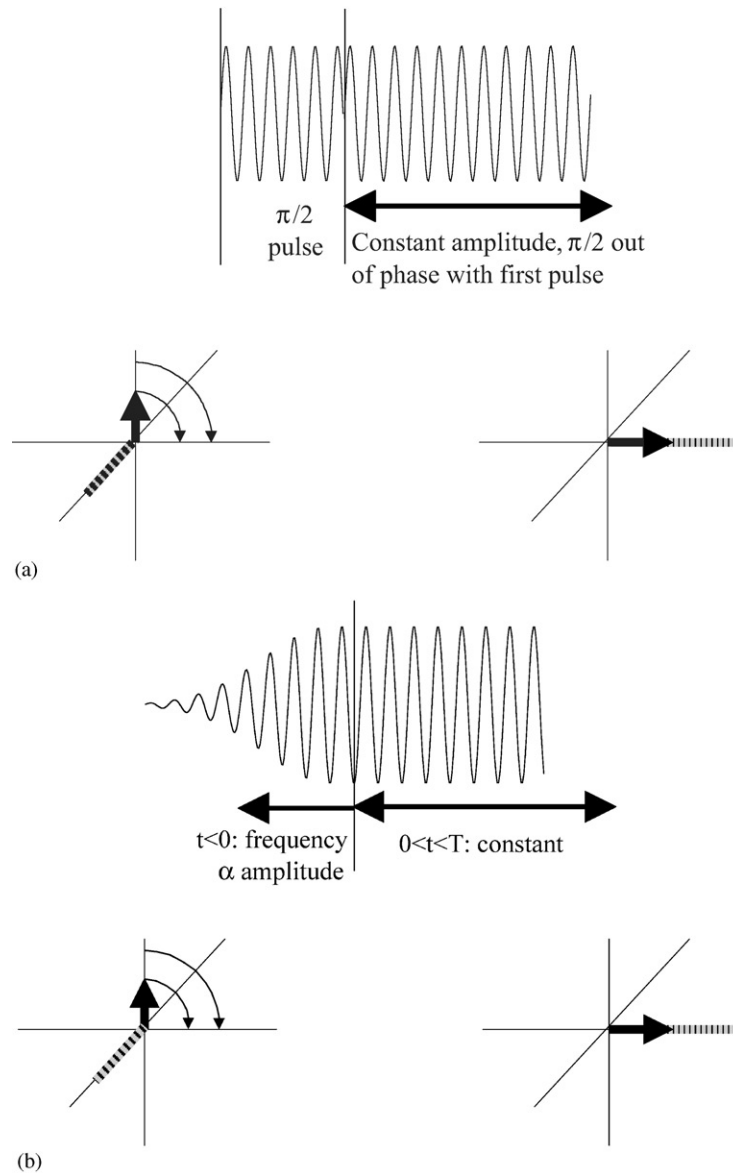 π/2
pulse
Constant amplitude, π/2 out
of phase with first pulse
(a)
t<0: frequency
α amplitude
0<t<T: constant
(b)